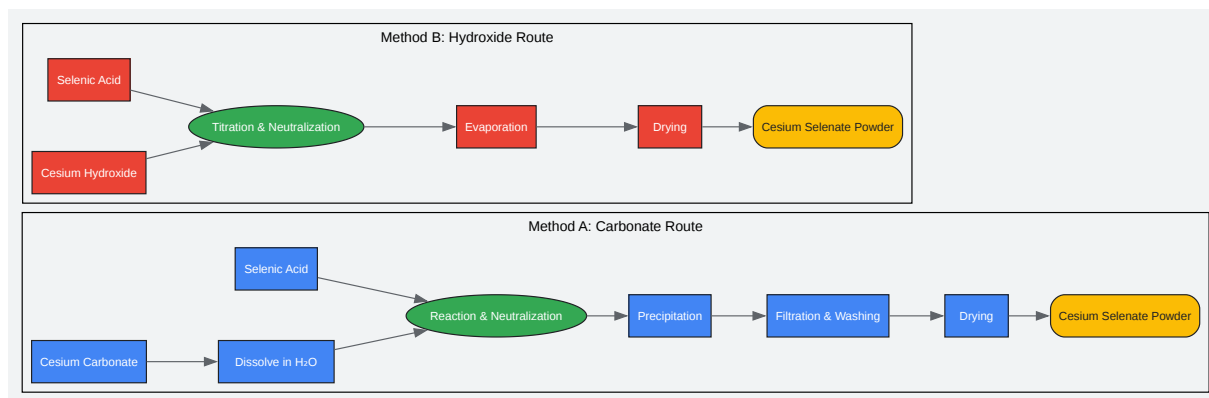 Method B: Hydroxide Route
Selenic Acid
Cesium Hydroxide
Titration & Neutralization
Evaporation
Drying
Cesium Selenate Powder
Method A: Carbonate Route
Selenic Acid
Cesium Carbonate
Dissolve in H₂O
Reaction & Neutralization
Precipitation
Filtration & Washing
Drying
Cesium Selenate Powder